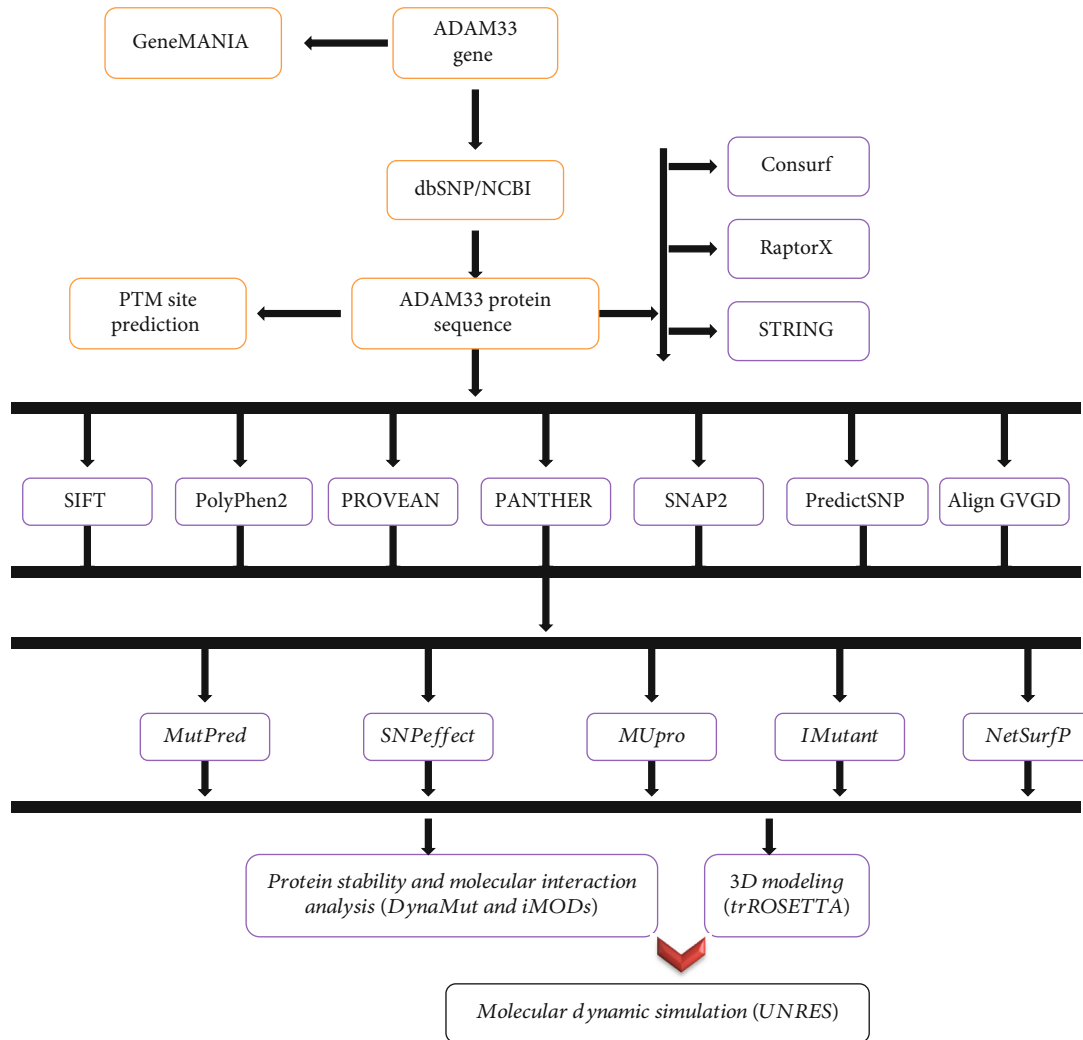 GeneMANIA
ADAM33
gene
dbSNP/NCBI
Consurf
RaptorX
PTM site
prediction
ADAM33 protein
sequence
STRING
SIFT
PolyPhen2
PROVEAN
PANTHER
SNAP2
PredictSNP
Align GVGD
MutPred
SNPeffect
MUpro
IMutant
NetSurfP
Protein stability and molecular interaction
analysis (DynaMut and iMODs)
3D modeling
(trROSETTA)
Molecular dynamic simulation (UNRES)